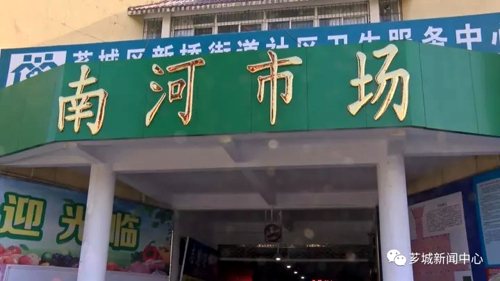 芗城区新桥街道社区卫生服务中心
南河市场
迎 光临
芗城新闻中心